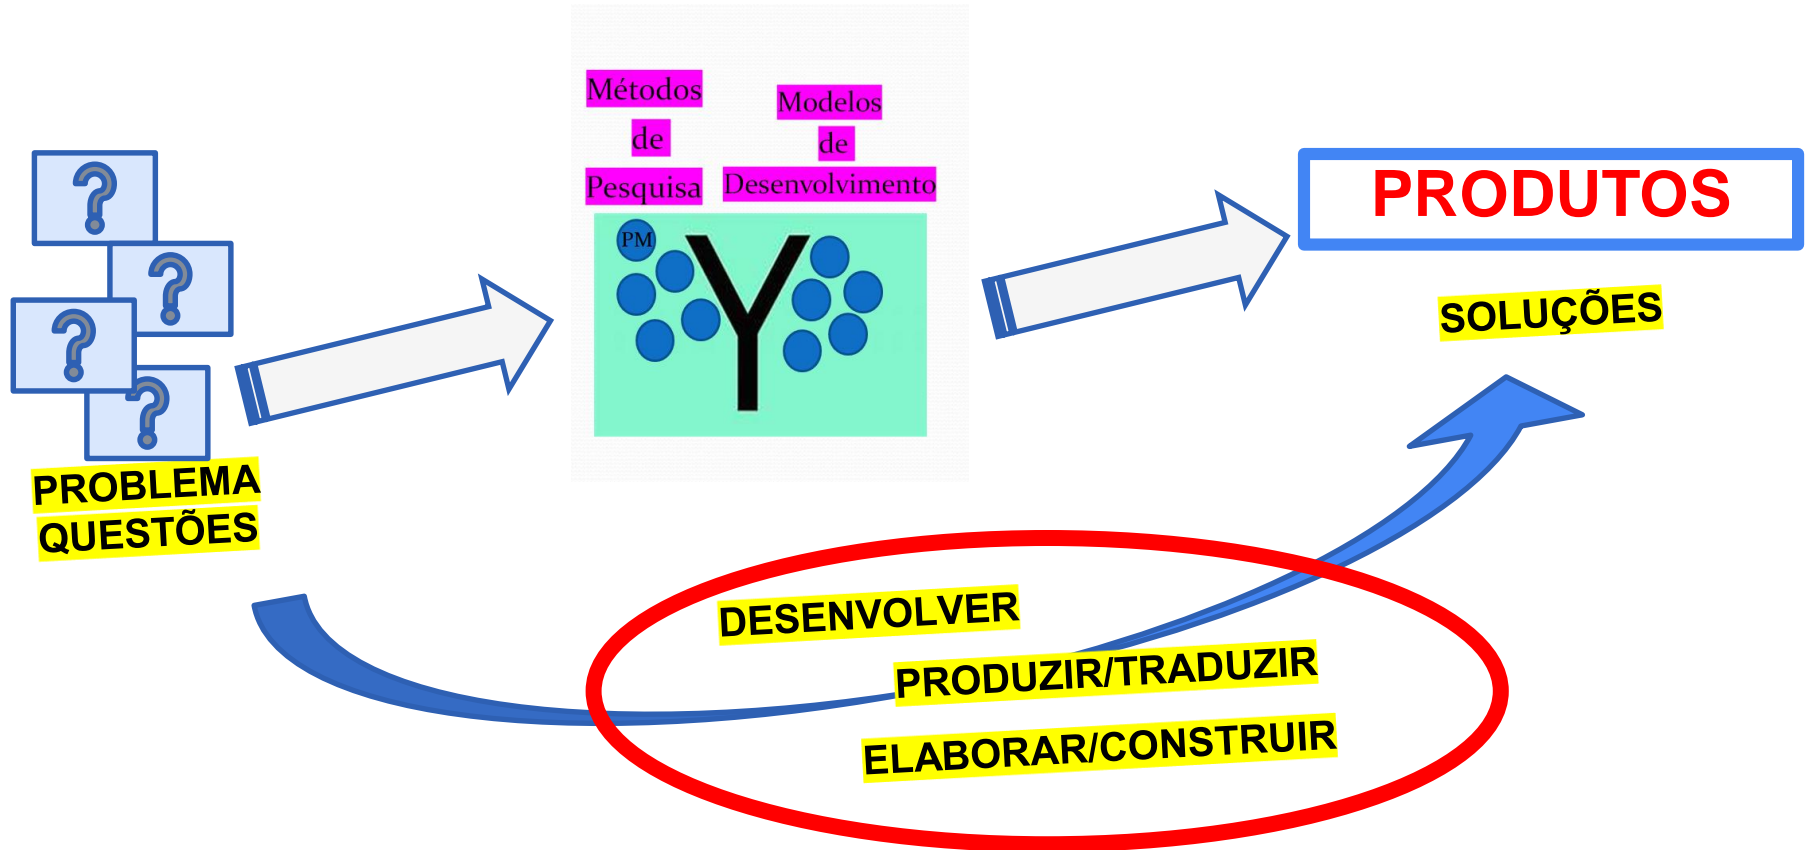 Métodos
de
Pesquisa
Modelos
de
Desenvolvimento
PM
Y
?
?
?
?
PROBLEMA
QUESTÕES
PRODUTOS
SOLUÇÕES
DESENVOLVER
PRODUZIR/TRADUZIR
ELABORAR/CONSTRUIR